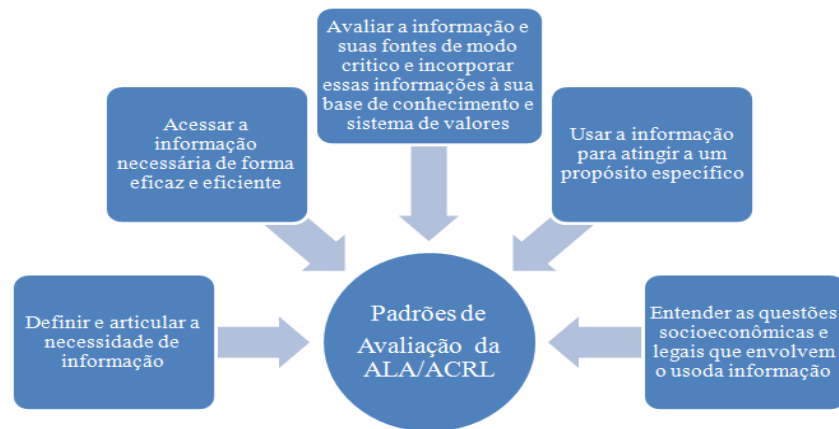 Avaliar a informação e
suas fontes de modo
critico e incorporar
essas informações à sua
base de conhecimento e
sistema de valores
Acessar a
informação
necessária de forma
eficaz e eficiente
Usar a informação
para atingir a um
propósito específico
Definir e articular a
necessidade de
informação
Padrões de
Avaliação da
ALA/ACRL
Entender as questões
socioeconômicas e
legais que envolvem
o usoda informação